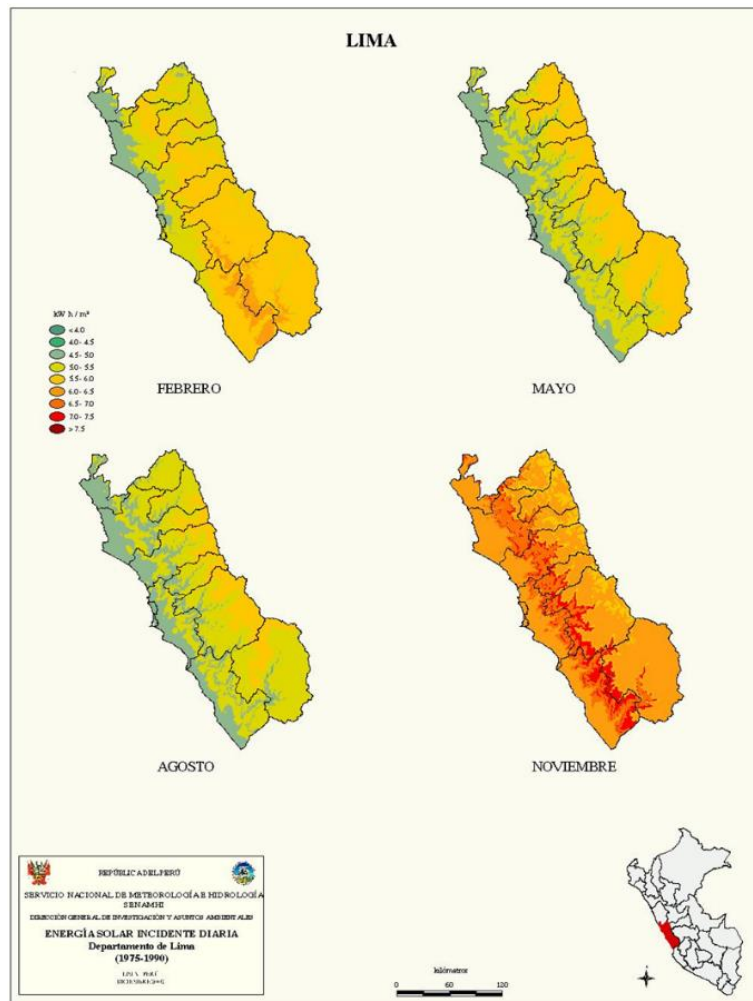 LIMA
FEBRERO
MAYO
kW h / m²
< 4.0
4.0- 4.5
4.5- 5.0
5.0- 5.5
5.5- 6.0
6.0- 6.5
6.5- 7.0
7.0- 7.5
> 7.5
AGOSTO
NOVIEMBRE
REPÚBLICA DEL PERÚ
SERVICIO NACIONAL DE METEOROLOGÍA E HIDROLOGÍA
SENAMHI
DIRECCIÓN GENERAL DE INVESTIGACIÓN Y ASUNTOS AMBIENTALES
ENERGÍA SOLAR INCIDENTE DIARIA
Departamento de Lima
(1975-1990)
kilómetros
0 60 120